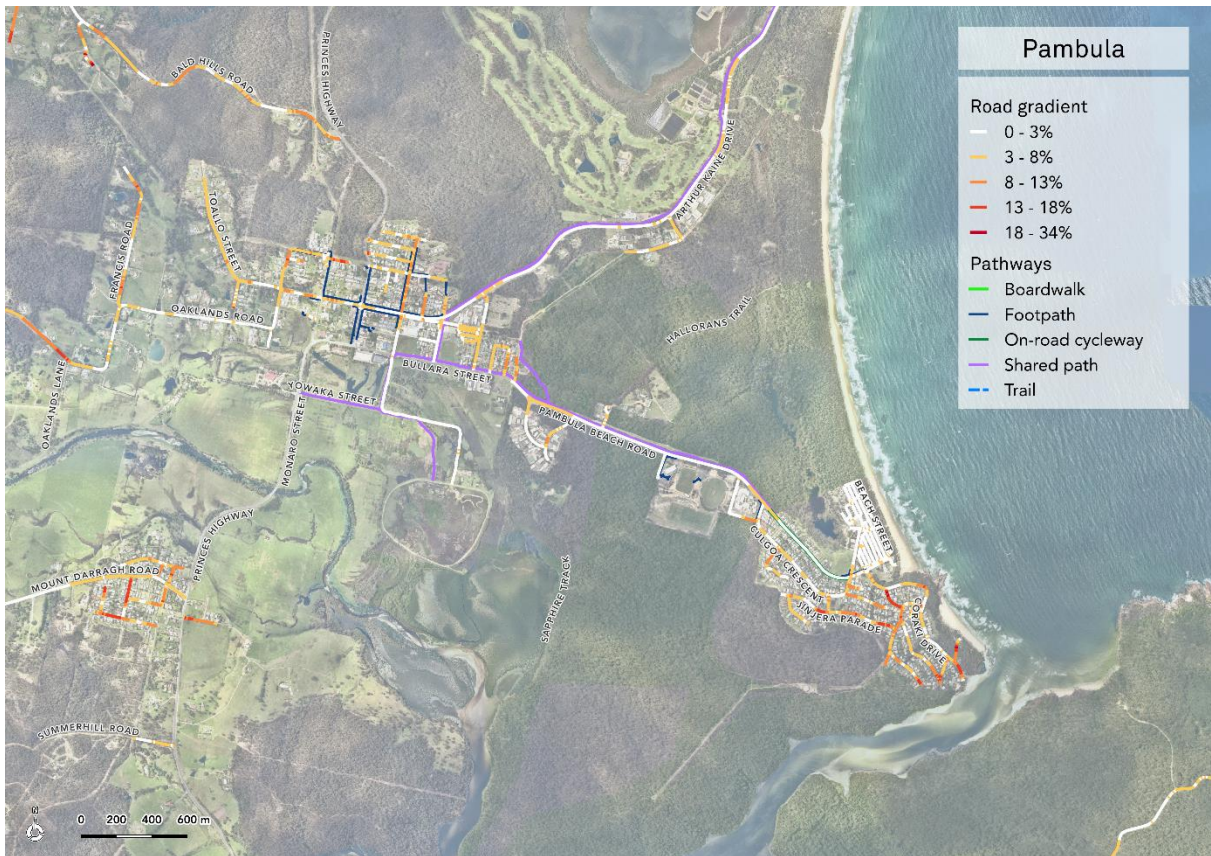 Pambula
Road gradient
0 - 3%
3 - 8%
8 - 13%
13 - 18%
18 - 34%
Pathways
Boardwalk
Footpath
On-road cycleway
Shared path
Trail
BALD HILLS ROAD
PRINCES HIGHWAY
ARTHUR KAINE DRIVE
TOALLO STREET
FRANCIS ROAD
OAKLANDS ROAD
HALLORANS TRAIL
OAKLANDS LANE
YOWAKA STREET
BULLARA STREET
MONARO STREET
PAMBULA BEACH ROAD
BEACH STREET
PRINCES HIGHWAY
MOUNT DARRAGH ROAD
CULGOA CRESCENT
JINJERA PARADE
CORAKI DRIVE
SAPPHIRE TRACK
SUMMERHILL ROAD
N
0 200 400 600 m